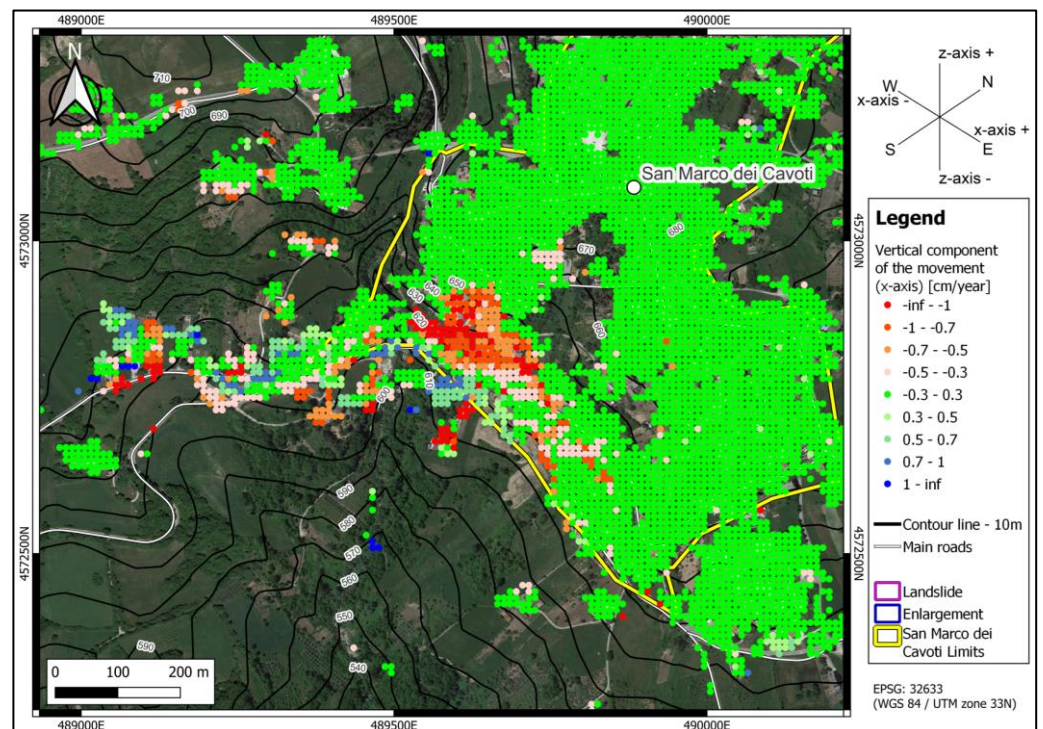 489000E
489500E
490000E
N
710
700
690
San Marco dei Cavoti
680
670
4573000N
4573000N
650
640
630
620
660
610
600
590
580
570
560
550
540
590
4572500N
4572500N
0 100 200 m
489000E
489500E
490000E
z-axis +
W
N
x-axis -
x-axis +
S
E
z-axis -
Legend
Vertical component
of the movement
(x-axis) [cm/year]
-inf - -1
-1 - -0.7
-0.7 - -0.5
-0.5 - -0.3
-0.3 - 0.3
0.3 - 0.5
0.5 - 0.7
0.7 - 1
1 - inf
Contour line - 10m
Main roads
Landslide
Enlargement
San Marco dei
Cavoti Limits
EPSG: 32633
(WGS 84 / UTM zone 33N)